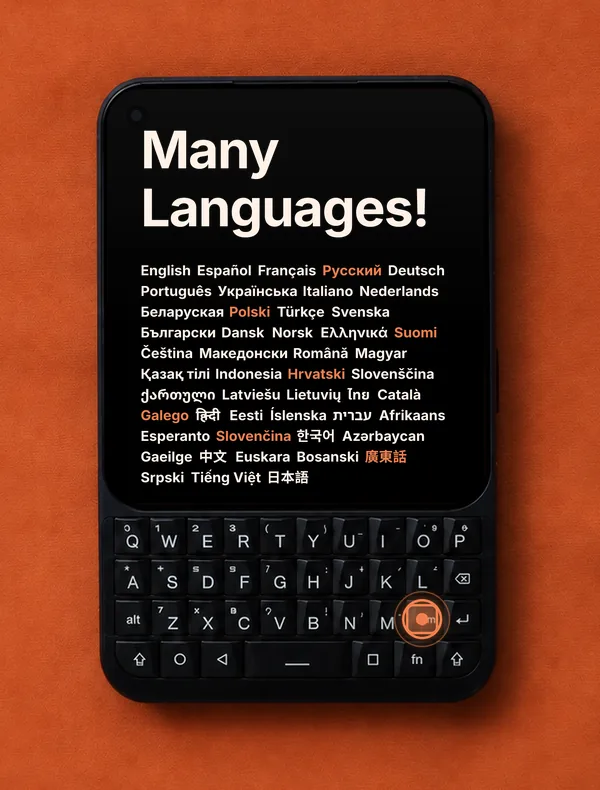 Many
Languages!
English Español Français Русский Deutsch
Português Українська Italiano Nederlands
Беларуская Polski Türkçe Svenska
Български Dansk Norsk Ελληνικά Suomi
Čeština Македонски Română Magyar
Қазақ тілі Indonesia Hrvatski Slovenščina
ქართული Latviešu Lietuvių ไทย Català
Galego हिन्दी Eesti Íslenska עברית Afrikaans
Esperanto Slovenčina 한국어 Azərbaycan
Gaeilge 中文 Euskara Bosanski 廣東話
Srpski Tiếng Việt 日本語
Q W E R T Y U I O P
A S D F G H J K L
alt Z X C V B N M
fn